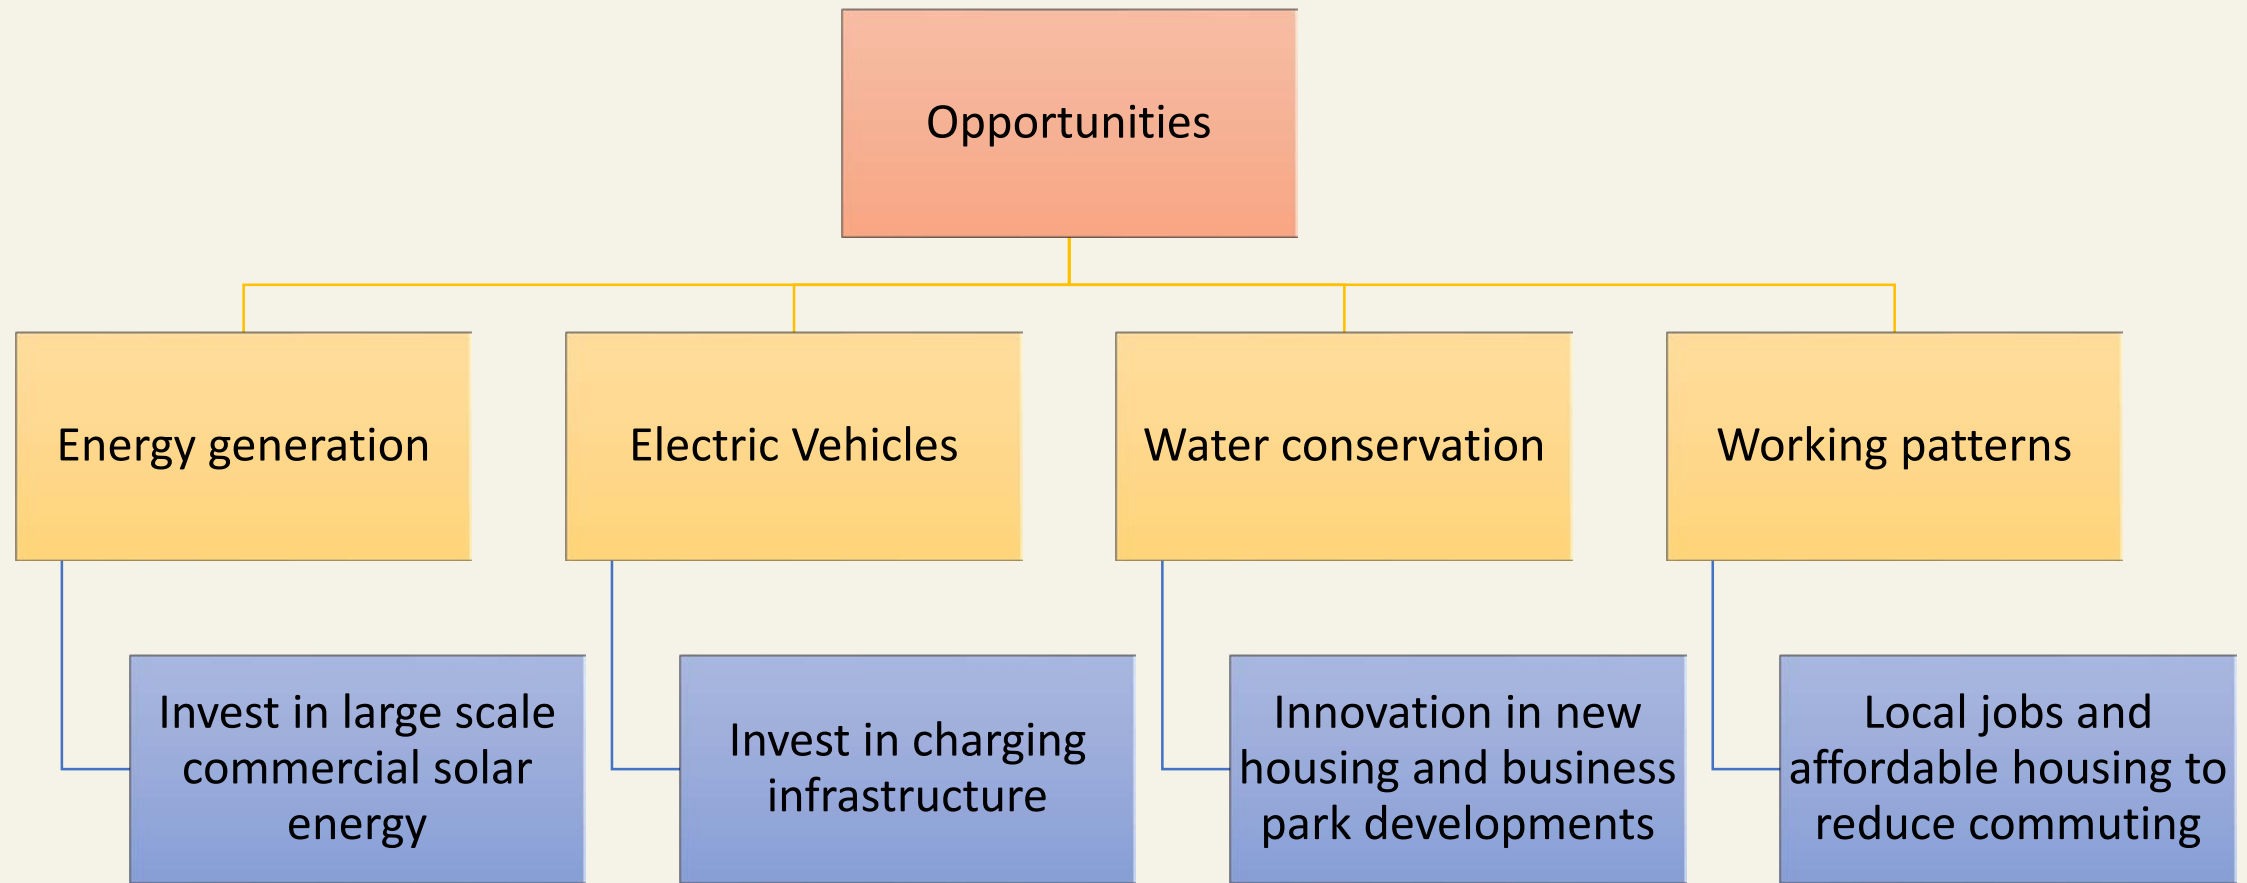 Opportunities
Energy generation
Electric Vehicles
Water conservation
Working patterns
Invest in large scale
commercial solar
energy
Invest in charging
infrastructure
Innovation in new
housing and business
park developments
Local jobs and
affordable housing to
reduce commuting